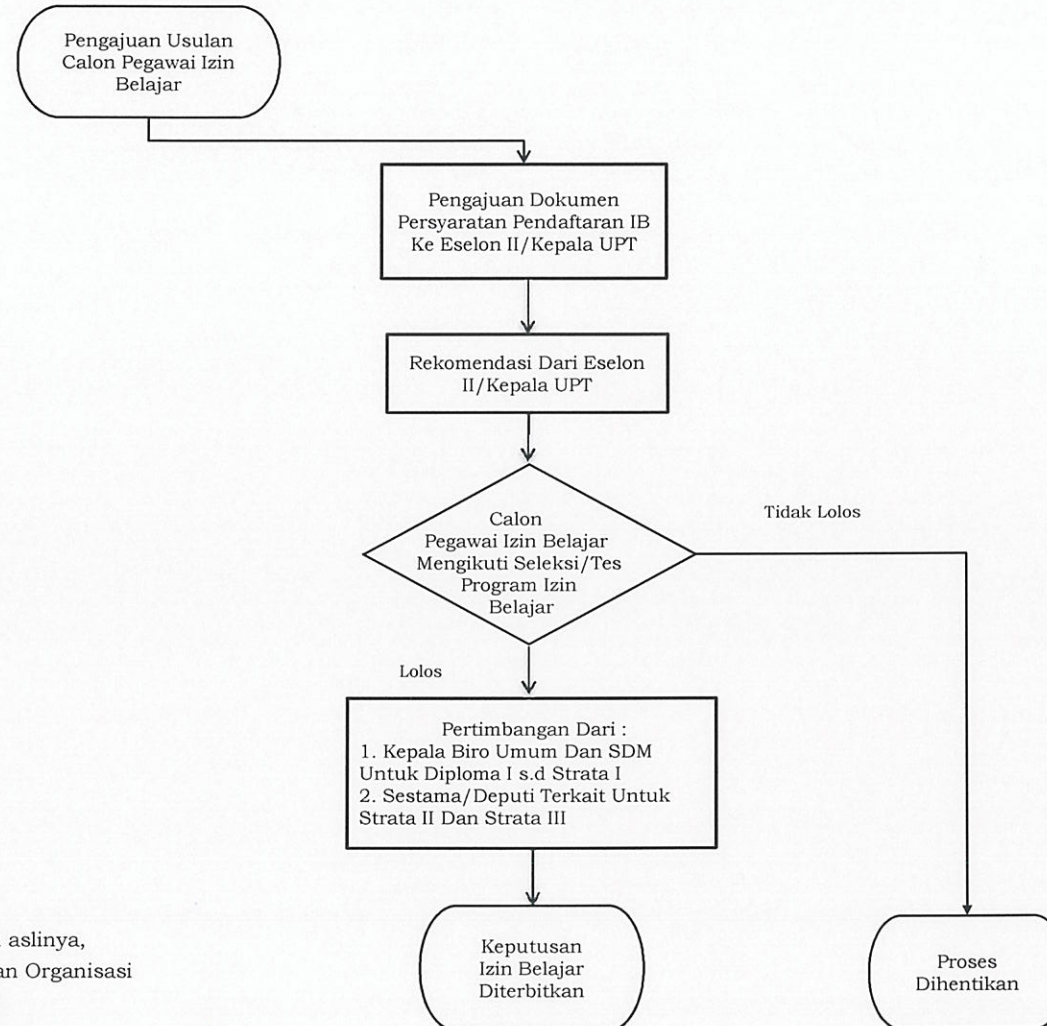 Pengajuan Usulan
Calon Pegawai Izin
Belajar
Pengajuan Dokumen
Persyaratan Pendaftaran IB
Ke Eselon II/Kepala UPT
Rekomendasi Dari Eselon
II/Kepala UPT
Calon
Pegawai Izin Belajar
Mengikuti Seleksi/Tes
Program Izin
Belajar
Tidak Lolos
Lolos
Pertimbangan Dari :
1. Kepala Biro Umum Dan SDM
Untuk Diploma I s.d Strata I
2. Sestama/Deputi Terkait Untuk
Strata II Dan Strata III
aslinya,
an Organisasi
Keputusan
Izin Belajar
Diterbitkan
Proses
Dihentikan